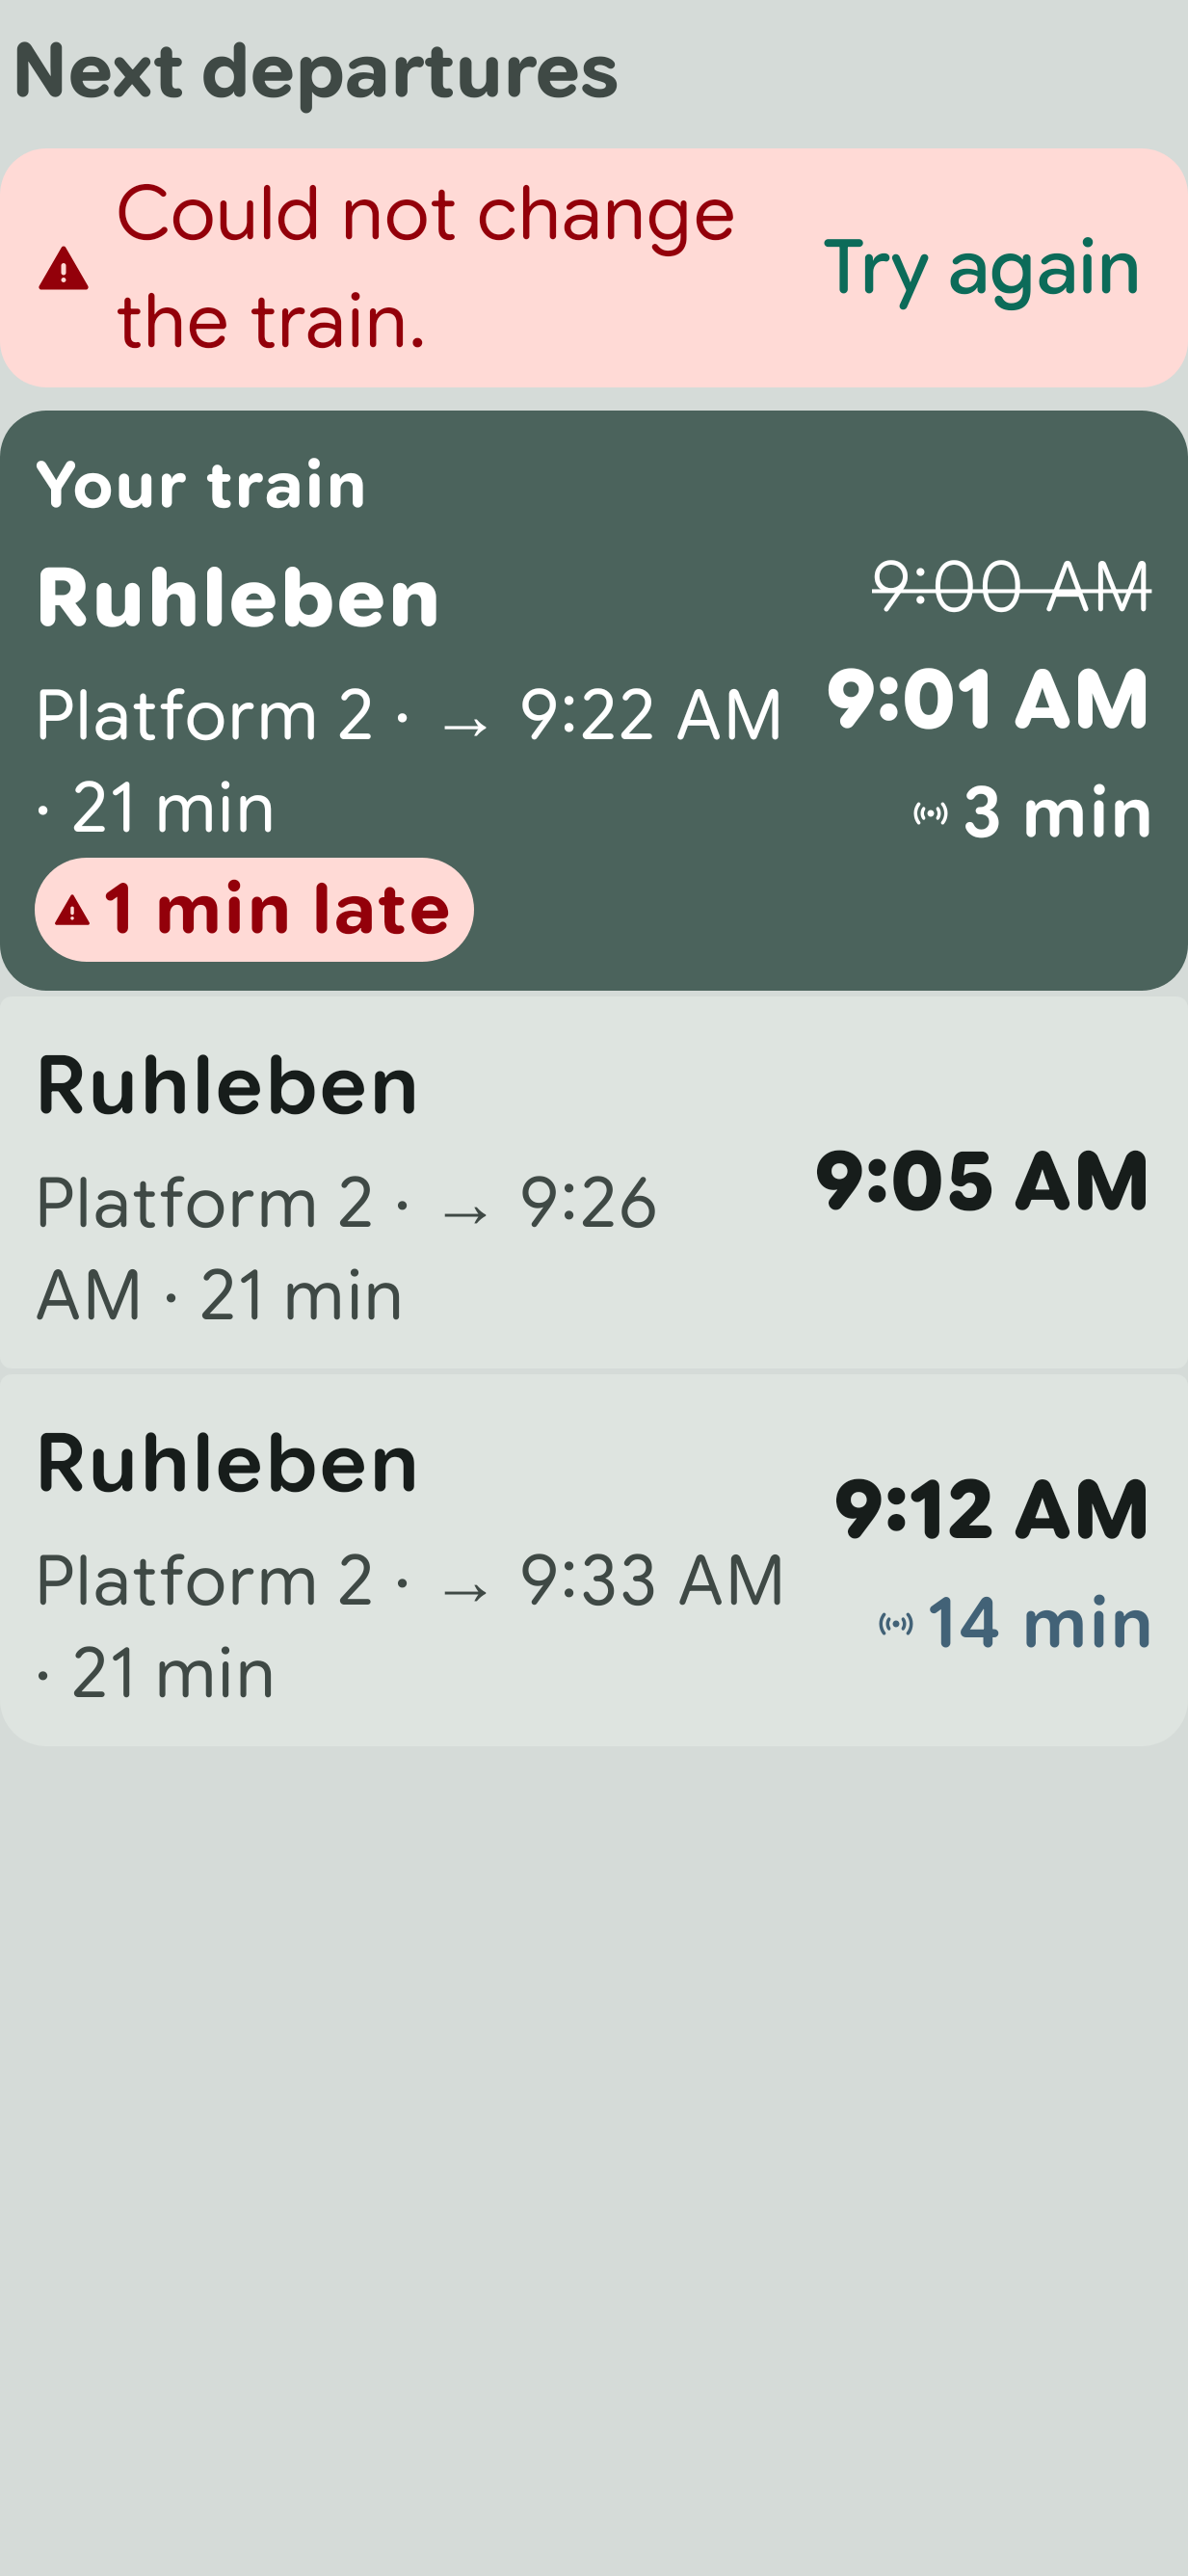 Next departures
Could not change
the train.
Try again
Your train
Ruhleben
9:00 AM
9:01 AM
Platform 2 · → 9:22 AM
· 21 min
3 min
1 min late
Ruhleben
9:05 AM
Platform 2 · → 9:26
AM · 21 min
Ruhleben
9:12 AM
Platform 2 · → 9:33 AM
· 21 min
14 min